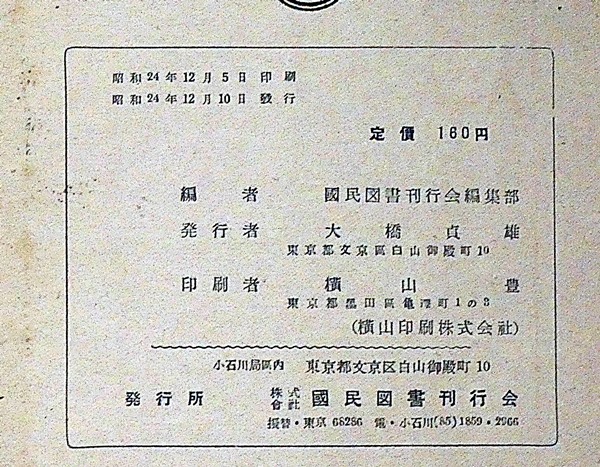 昭和24年12月5日印刷
昭和24年12月10日發行
定價 160円
編者 國民図書刊行会編集部
発行者 大橋貞雄
東京都文京區白山御殿町10
印刷者 橫山豊
東京都墨田區亀澤町1の3
(橫山印刷株式会社)
小石川局區内 東京都文京区白山御殿町10
発行所 株式會社 國民図書刊行会
振替・東京 68286 電・小石川(85)1859・2966